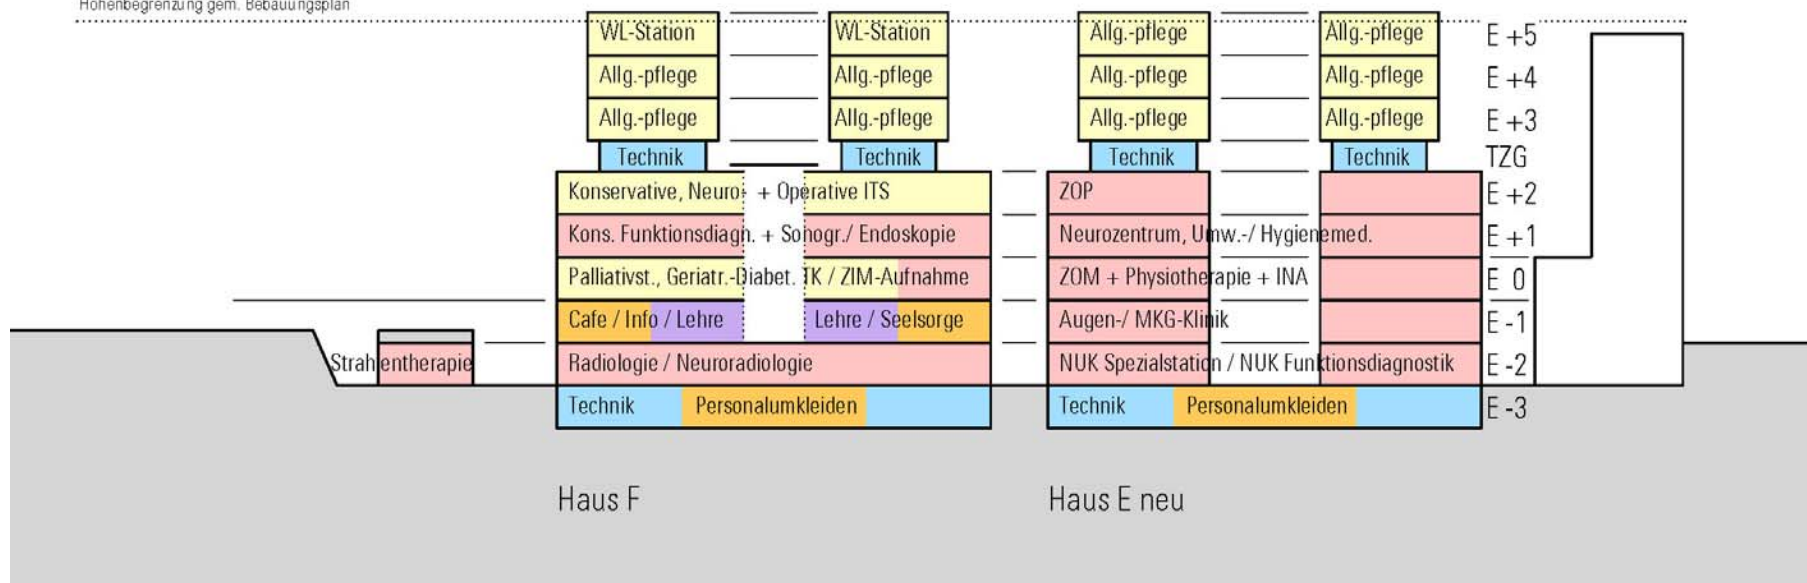 Höhenbegrenzung gem. Bebauungsplan
WL-Station WL-Station Allg.-pflege Allg.-pflege E +5
Allg.-pflege Allg.-pflege Allg.-pflege Allg.-pflege E +4
Allg.-pflege Allg.-pflege Allg.-pflege Allg.-pflege E +3
Technik Technik Technik Technik TZG
Konservative, Neuro- + Operative ITS ZOP E +2
Kons. Funktionsdiagn. + Sonogr./ Endoskopie Neurozentrum, Umw.-/ Hygienemed. E +1
Palliativst., Geriatr.-Diabet. TK / ZIM-Aufnahme ZOM + Physiotherapie + INA E 0
Cafe / Info / Lehre Lehre / Seelsorge Augen-/ MKG-Klinik E -1
Strahlentherapie Radiologie / Neuroradiologie NUK Spezialstation / NUK Funktionsdiagnostik E -2
Technik Personalumkleiden Technik Personalumkleiden E -3
Haus F Haus E neu